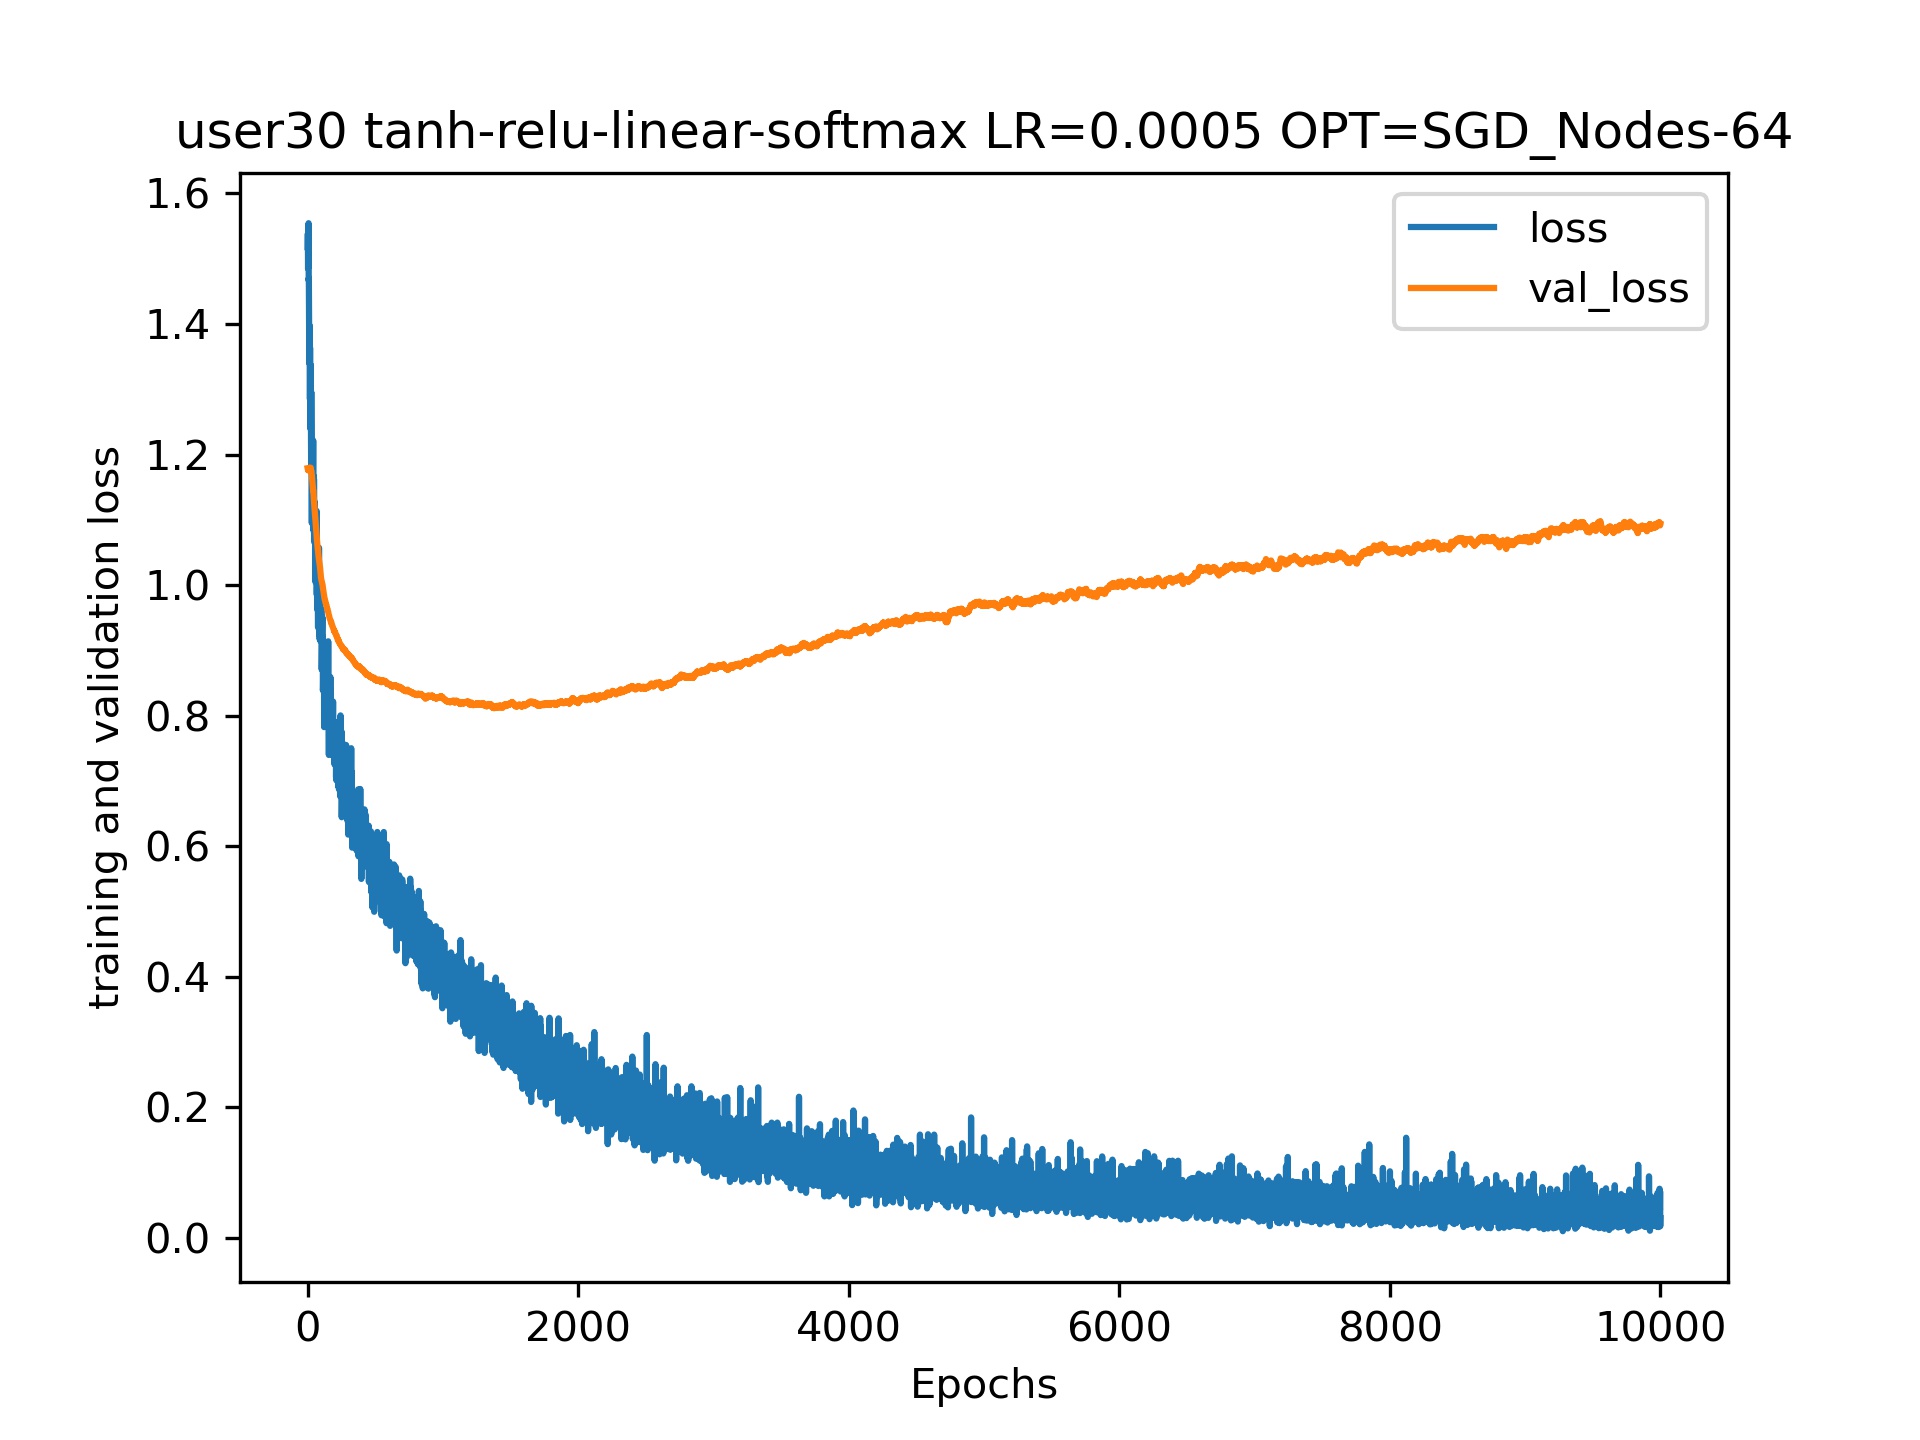 user30 tanh-relu-linear-softmax LR=0.0005 OPT=SGD_Nodes-64
loss
val_loss
training and validation loss
1.6
1.4
1.2
1.0
0.8
0.6
0.4
0.2
0.0
0 2000 4000 6000 8000 10000
Epochs